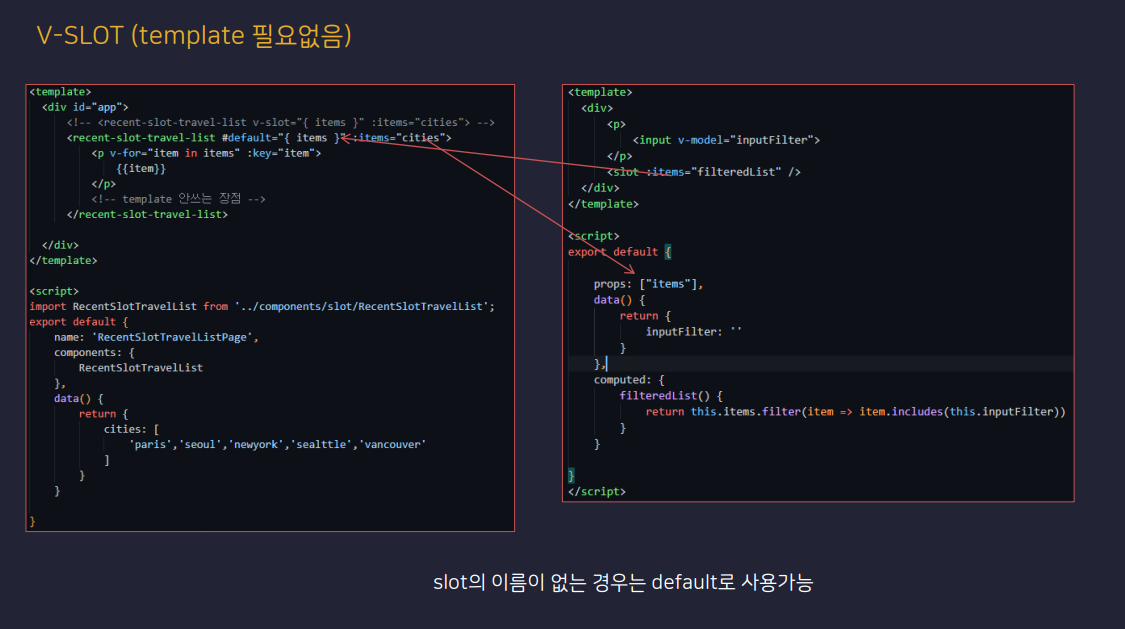 V-SLOT (template 필요없음)
<template>
<div id="app">
<!-- <recent-slot-travel-list v-slot="{ items }" :items="cities"> -->
<recent-slot-travel-list #default="{ items }" :items="cities">
<p v-for="item in items" :key="item">
{{item}}
</p>
<!-- template 안쓰는 장점 -->
</recent-slot-travel-list>
</div>
</template>
<script>
import RecentSlotTravelList from '../components/slot/RecentSlotTravelList';
export default {
name: 'RecentSlotTravelListPage',
components: {
RecentSlotTravelList
},
data() {
return {
cities: [
'paris','seoul','newyork','sealttle','vancouver'
]
}
}
}
<template>
<div>
<p>
<input v-model="inputFilter">
</p>
<slot :items="filteredList" />
</div>
</template>
<script>
export default {
props: ["items"],
data() {
return {
inputFilter: ''
}
},
computed: {
filteredList() {
return this.items.filter(item => item.includes(this.inputFilter))
}
}
}
</script>
slot의 이름이 없는 경우는 default로 사용가능